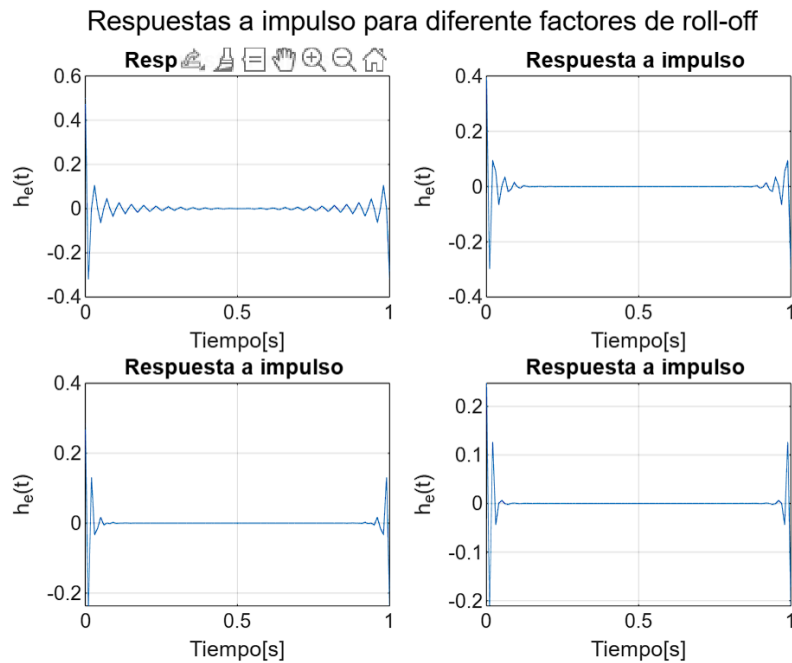 Respuestas a impulso para diferente factores de roll-off
Resp
Respuesta a impulso
0.6
0.4
0.2
0
-0.2
-0.4
h_e(t)
0
0.5
1
Tiempo[s]
0.4
0.2
0
-0.2
-0.4
h_e(t)
0
0.5
1
Tiempo[s]
Respuesta a impulso
Respuesta a impulso
0.4
0.2
0
-0.2
h_e(t)
0
0.5
1
Tiempo[s]
0.2
0.1
0
-0.1
-0.2
h_e(t)
0
0.5
1
Tiempo[s]